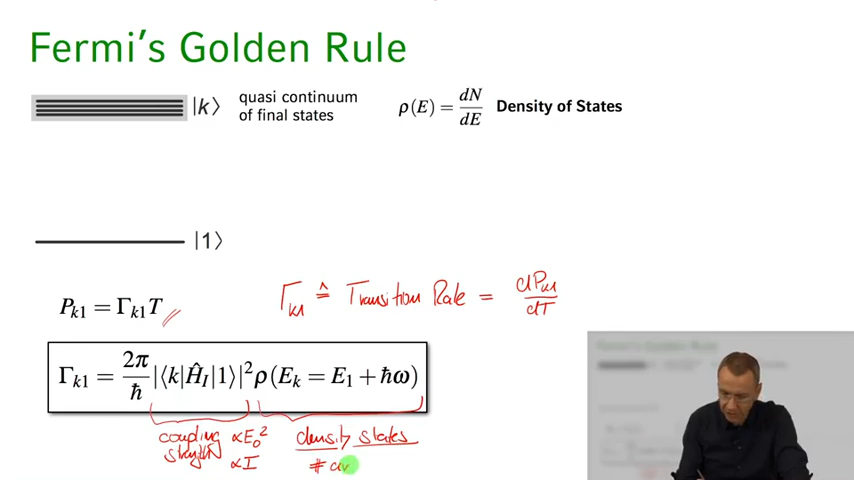 Fermi's Golden Rule
|k⟩ quasi continuum of final states ρ(E) = dN/dE Density of States
|1⟩
P_k1 = Γ_k1 T
Γ_k1 ≙ Transition Rate = dP_k1/dT
Γ_k1 = 2π/ħ |⟨k|Ĥ_I|1⟩|² ρ(E_k = E_1 + ħω)
coupling strength ∝E_0²
∝I
density states
#